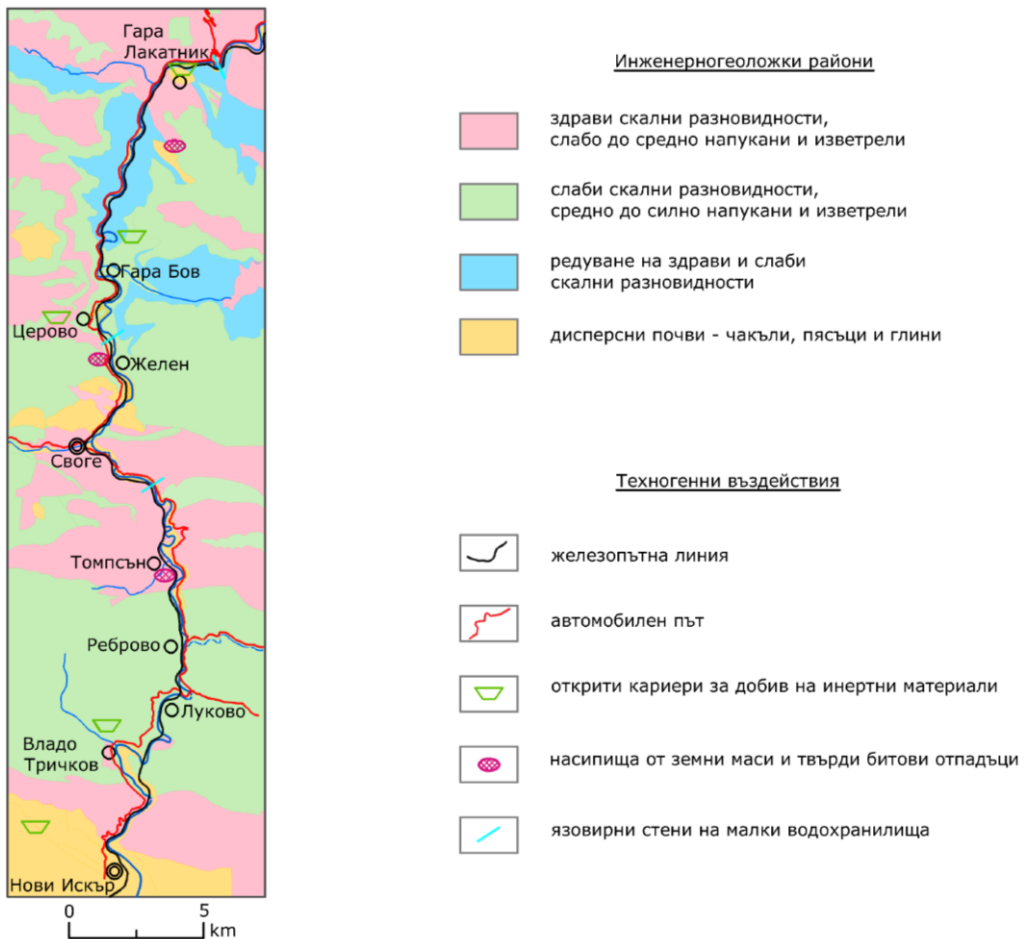 Гара
Лакатник
Гара Бов
Церово
Желен
Своге
Томпсън
Реброво
Луково
Владо
Тричков
Нови Искър
0 5
km
Инженерногеоложки райони
здрави скални разновидности,
слабо до средно напукани и изветрели
слаби скални разновидности,
средно до силно напукани и изветрели
редуване на здрави и слаби
скални разновидности
дисперсни почви - чакъли, пясъци и глини
Техногенни въздействия
железопътна линия
автомобилен път
открити кариери за добив на инертни материали
насипища от земни маси и твърди битови отпадъци
язовирни стени на малки водохранилища